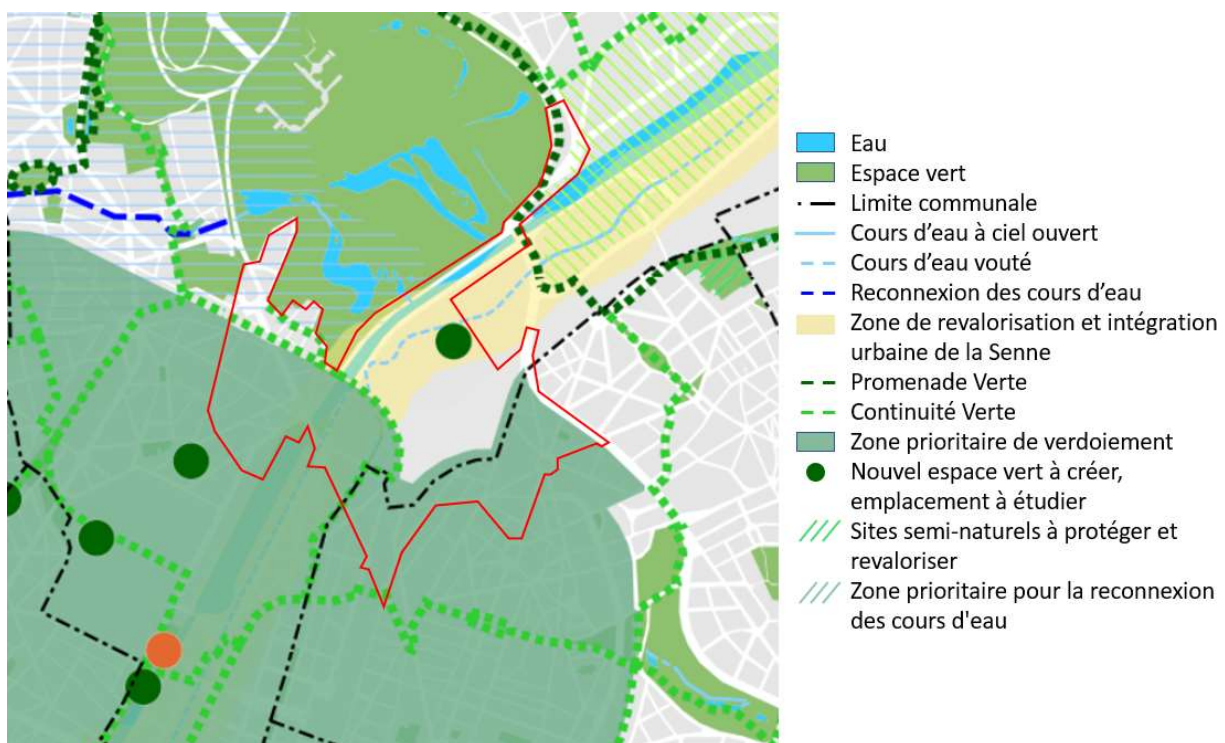 Eau
Espace vert
Limite communale
Cours d'eau à ciel ouvert
Cours d'eau vouté
Reconnexion des cours d'eau
Zone de revalorisation et intégration
urbaine de la Senne
Promenade Verte
Continuité Verte
Zone prioritaire de verdoiement
Nouvel espace vert à créer,
emplacement à étudier
Sites semi-naturels à protéger et
revaloriser
Zone prioritaire pour la reconnexion
des cours d'eau